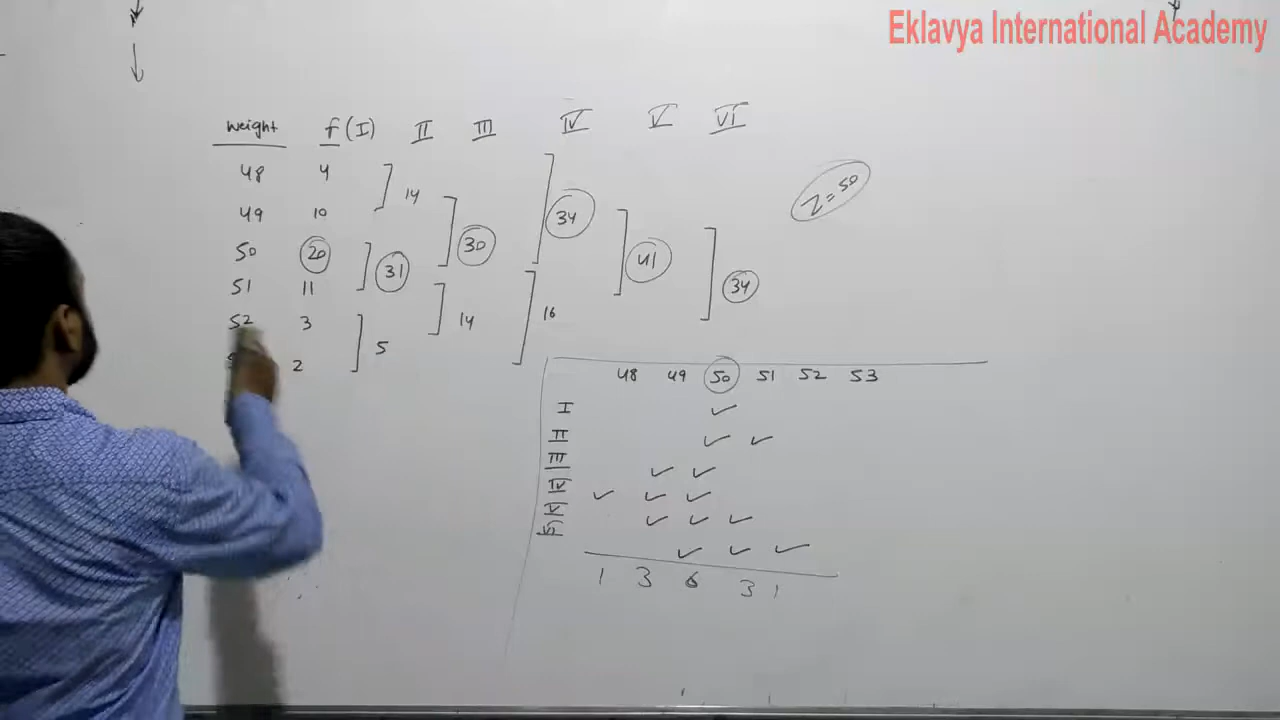 Eklavya International Academy
weight f (I) II III IV V VI
48 4 14 34
49 10 30 41 Z = 50
50 20 31 34
51 11
52 3 14 16
2 5
48 49 50 51 52 53
I ✓
II ✓ ✓
III ✓ ✓
IV ✓ ✓ ✓
V ✓ ✓ ✓
VI ✓ ✓ ✓
1 3 6 3 1